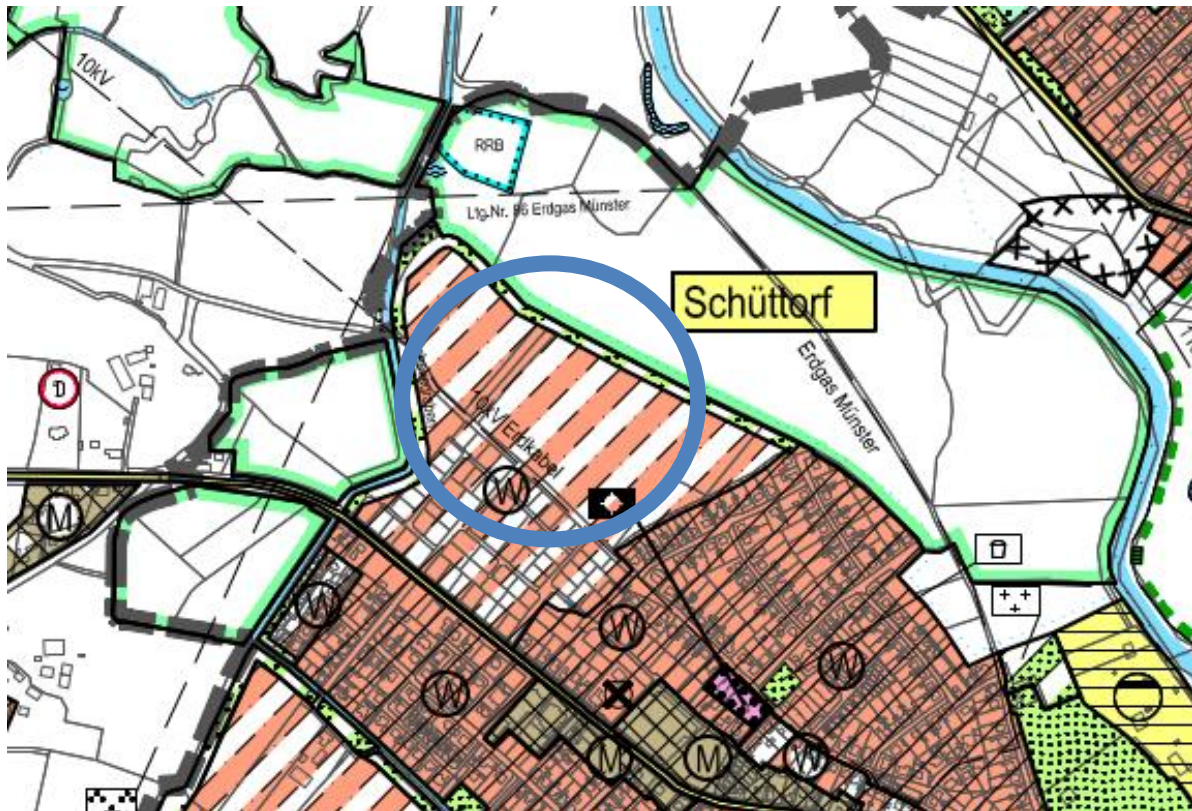 10kV
RRB
Ltg.Nr. 86 Erdgas Münster
Schüttorf
Erdgas Münster
10kV Erdkabel
D
W
M
W
W
W
W
M
M
W